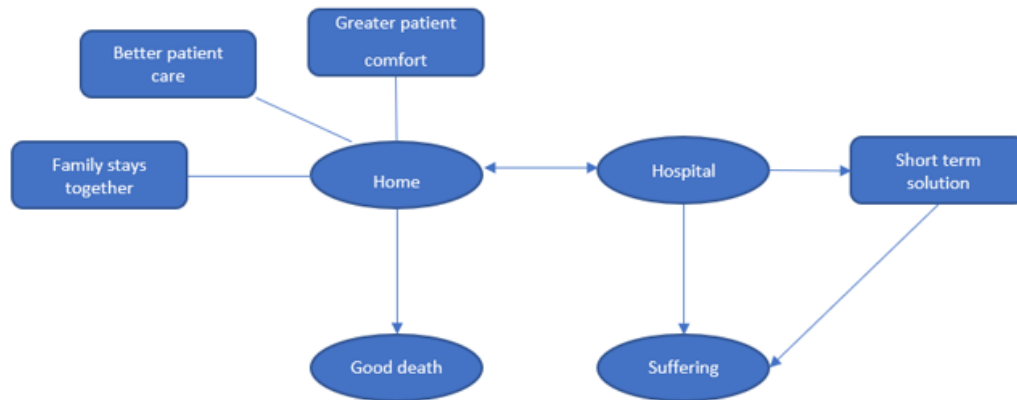 Greater patient
comfort
Better patient
care
Family stays
together
Home
Hospital
Short term
solution
Good death
Suffering